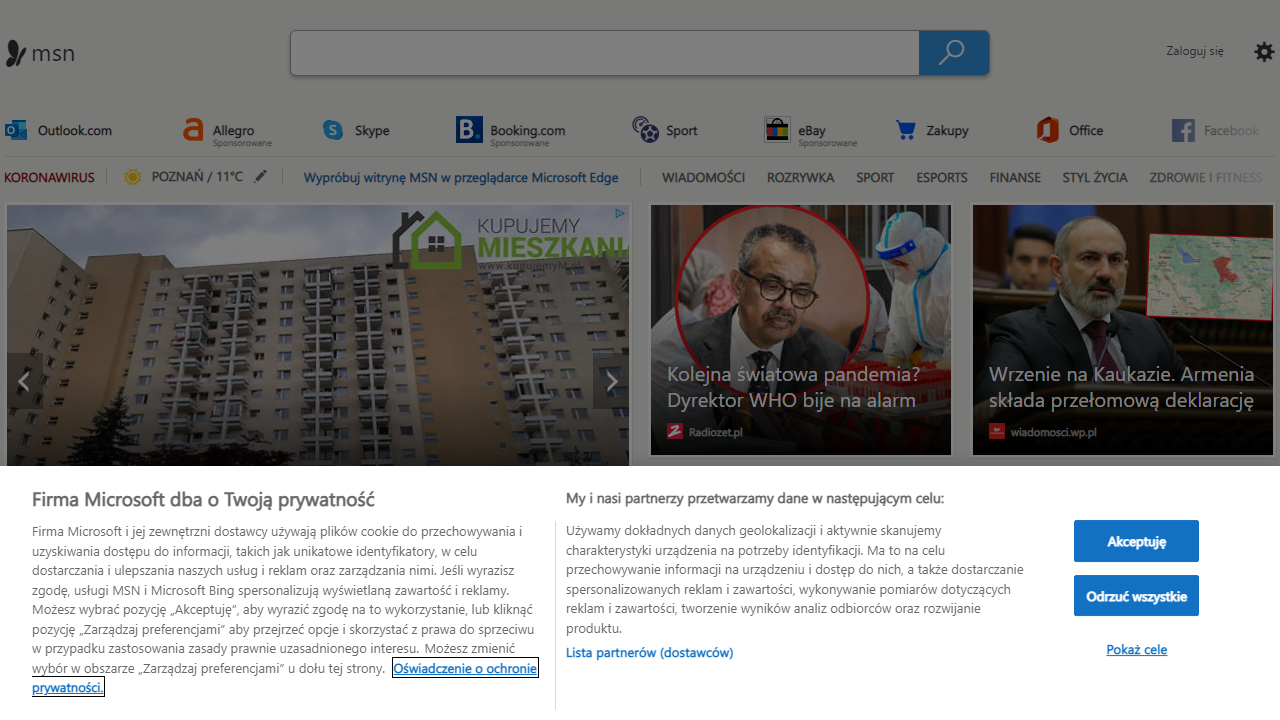 msn
Zaloguj się
Outlook.com
Allegro
Sponsorowane
Skype
Booking.com
Sponsorowane
Sport
eBay
Sponsorowane
Zakupy
Office
Facebook
KORONAWIRUS
POZNAŃ / 11°C
Wypróbuj witrynę MSN w przeglądarce Microsoft Edge
WIADOMOŚCI
ROZRYWKA
SPORT
ESPORTS
FINANSE
STYL ŻYCIA
ZDROWIE I FITNESS
KUPUJEMY
MIESZKANI
www.kupujemyM.pl
Kolejna światowa pandemia?
Dyrektor WHO bije na alarm
Radiozet.pl
Wrzenie na Kaukazie. Armenia
składa przełomową deklarację
wiadomosci.wp.pl
Firma Microsoft dba o Twoją prywatność
Firma Microsoft i jej zewnętrzni dostawcy używają plików cookie do przechowywania i
uzyskiwania dostępu do informacji, takich jak unikatowe identyfikatory, w celu
dostarczania i ulepszania naszych usług i reklam oraz zarządzania nimi. Jeśli wyrazisz
zgodę, usługi MSN i Microsoft Bing spersonalizują wyświetlaną zawartość i reklamy.
Możesz wybrać pozycję „Akceptuję", aby wyrazić zgodę na to wykorzystanie, lub kliknąć
pozycję „Zarządzaj preferencjami" aby przejrzeć opcje i skorzystać z prawa do sprzeciwu
w przypadku zastosowania zasady prawnie uzasadnionego interesu. Możesz zmienić
wybór w obszarze „Zarządzaj preferencjami" u dołu tej strony. Oświadczenie o ochronie
prywatności.
My i nasi partnerzy przetwarzamy dane w następującym celu:
Używamy dokładnych danych geolokalizacji i aktywnie skanujemy
charakterystyki urządzenia na potrzeby identyfikacji. Ma to na celu
przechowywanie informacji na urządzeniu i dostęp do nich, a także dostarczanie
spersonalizowanych reklam i zawartości, wykonywanie pomiarów dotyczących
reklam i zawartości, tworzenie wyników analiz odbiorców oraz rozwijanie
produktu.
Lista partnerów (dostawców)
Akceptuję
Odrzuć wszystkie
Pokaż cele